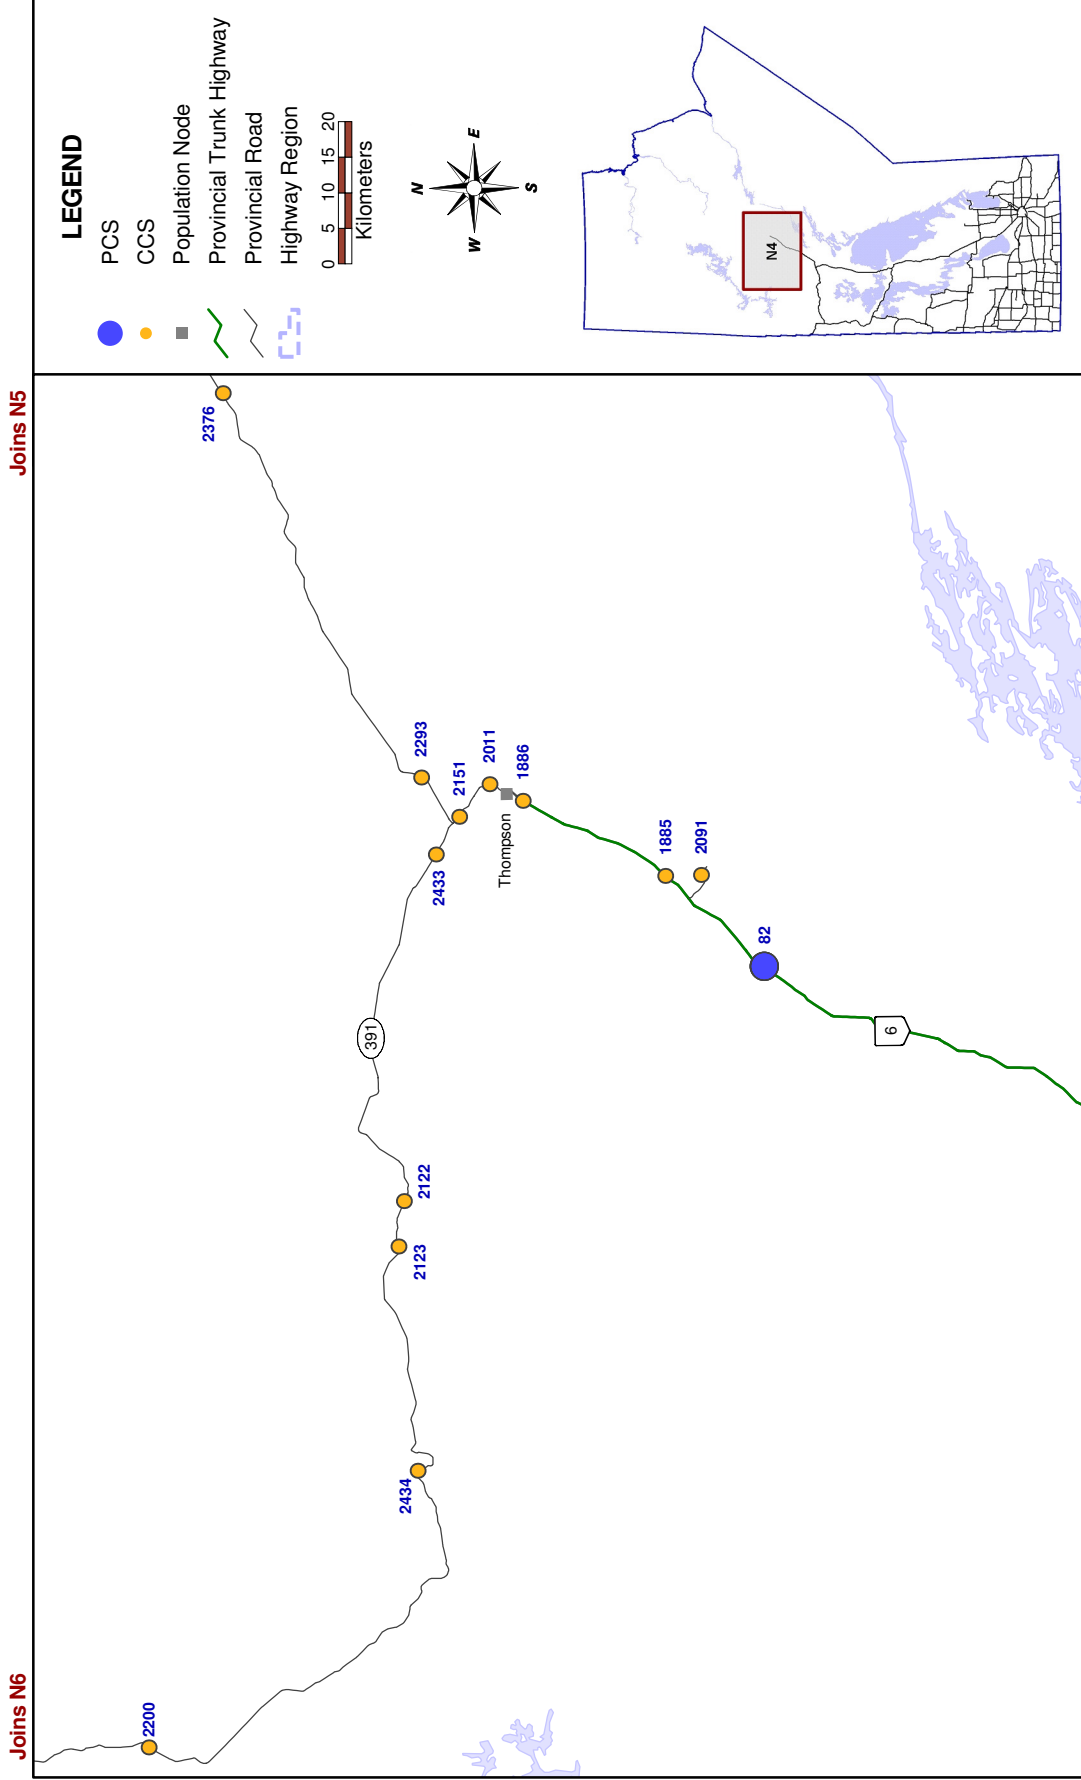 Joins N6
Joins N5
2200
2376
2434
2123
2122
391
2433
2293
2151
2011
1886
Thompson
1885
2091
82
6
LEGEND
PCS
CCS
Population Node
Provincial Trunk Highway
Provincial Road
Highway Region
0 5 10 15 20
Kilometers
N
W
E
S
N4